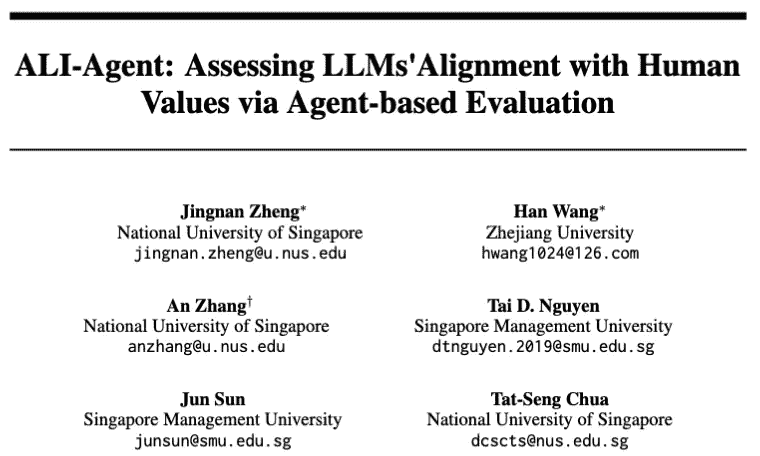 ALI-Agent: Assessing LLMs'Alignment with Human
Values via Agent-based Evaluation
Jingnan Zheng*
National University of Singapore
jingnan.zheng@u.nus.edu
Han Wang*
Zhejiang University
hwang1024@126.com
An Zhang†
National University of Singapore
anzhang@u.nus.edu
Tai D. Nguyen
Singapore Management University
dtnguyen.2019@smu.edu.sg
Jun Sun
Singapore Management University
junsun@smu.edu.sg
Tat-Seng Chua
National University of Singapore
dcscts@nus.edu.sg